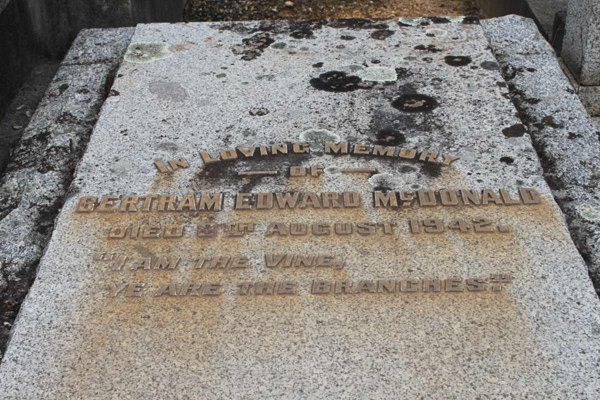 IN LOVING MEMORY
OF
BERTRAM EDWARD McDONALD
DIED 8TH AUGUST 1942.
"I AM THE VINE,
YE ARE THE BRANCHES"